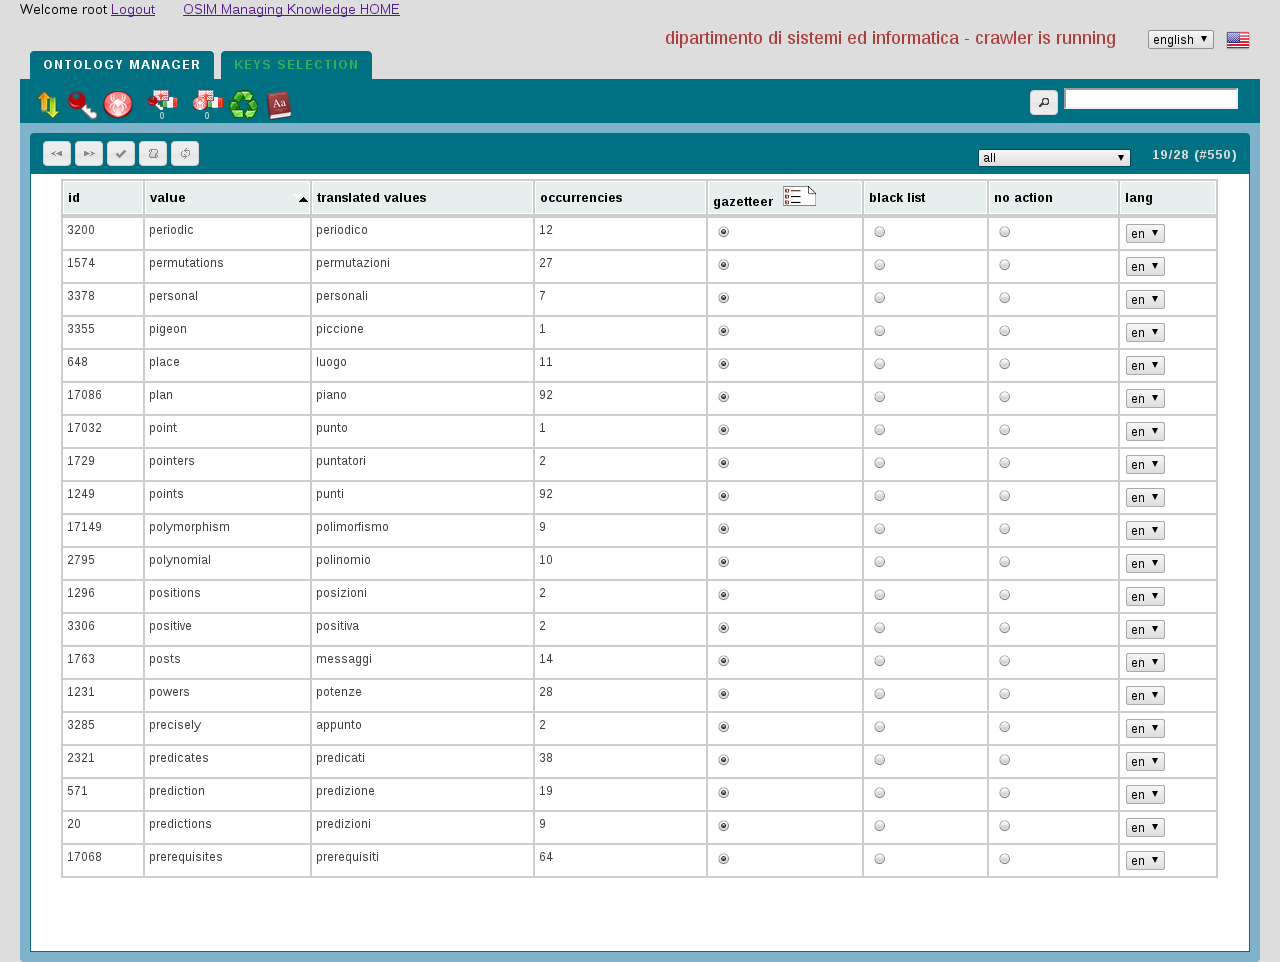 Welcome root Logout OSIM Managing Knowledge HOME
dipartimento di sistemi ed informatica - crawler is running english
ONTOLOGY MANAGER KEYS SELECTION
0 0 Aa
all 19/28 (#550)
id value translated values occurrencies gazetteer black list no action lang
3200 periodic periodico 12 en
1574 permutations permutazioni 27 en
3378 personal personali 7 en
3355 pigeon piccione 1 en
648 place luogo 11 en
17086 plan piano 92 en
17032 point punto 1 en
1729 pointers puntatori 2 en
1249 points punti 92 en
17149 polymorphism polimorfismo 9 en
2795 polynomial polinomio 10 en
1296 positions posizioni 2 en
3306 positive positiva 2 en
1763 posts messaggi 14 en
1231 powers potenze 28 en
3285 precisely appunto 2 en
2321 predicates predicati 38 en
571 prediction predizione 19 en
20 predictions predizioni 9 en
17068 prerequisites prerequisiti 64 en